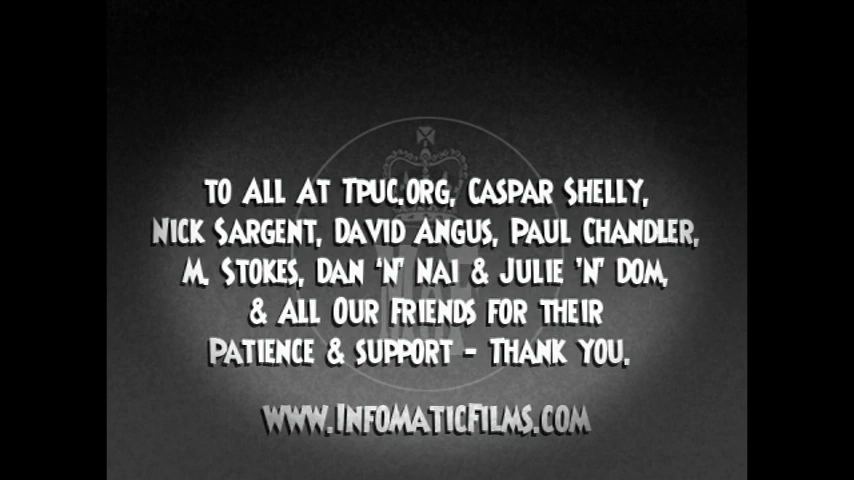 TO ALL AT TPUC.ORG, CASPAR SHELLY,
NICK SARGENT, DAVID ANGUS, PAUL CHANDLER,
M. STOKES, DAN 'N' NAI & JULIE 'N' DOM,
& ALL OUR FRIENDS FOR THEIR
PATIENCE & SUPPORT - THANK YOU.
WWW.INFOMATICFILMS.COM